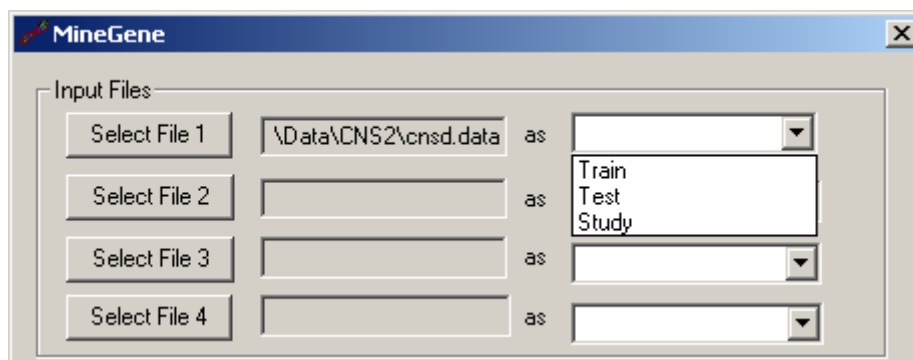 MineGene
Input Files
Select File 1 \Data\CNS2\cnsd.data as
Train
Test
Study
Select File 2 as
Select File 3 as
Select File 4 as